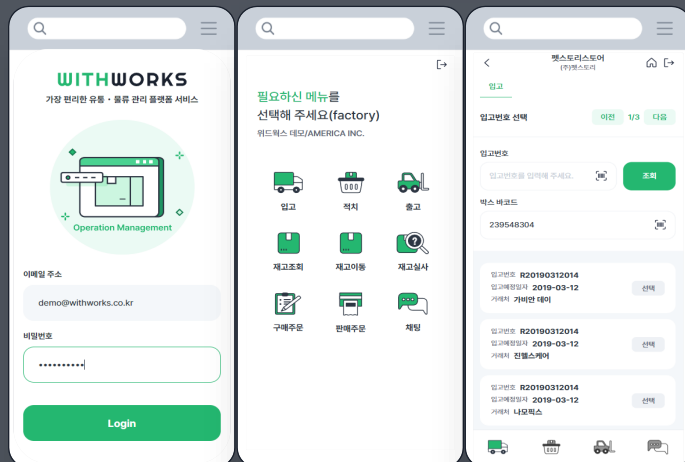 WITHWORKS
가장 편리한 유통 • 물류 관리 플랫폼 서비스
Operation Management
이메일 주소
demo@withworks.co.kr
비밀번호
••••••••••
Login
필요하신 메뉴를
선택해 주세요(factory)
위드웍스 데모/AMERICA INC.
입고 적치 출고
재고조회 재고이동 재고실사
구매주문 판매주문 채팅
펫스토리스토어
(주)펫스토리
입고
입고번호 선택 이전 1/3 다음
입고번호
입고번호를 입력해 주세요. 조회
박스 바코드
239548304
입고번호 R20190312014
입고예정일자 2019-03-12 선택
거래처 가비안 데이
입고번호 R20190312014
입고예정일자 2019-03-12 선택
거래처 진헬스케어
입고번호 R20190312014
입고예정일자 2019-03-12 선택
거래처 나모픽스